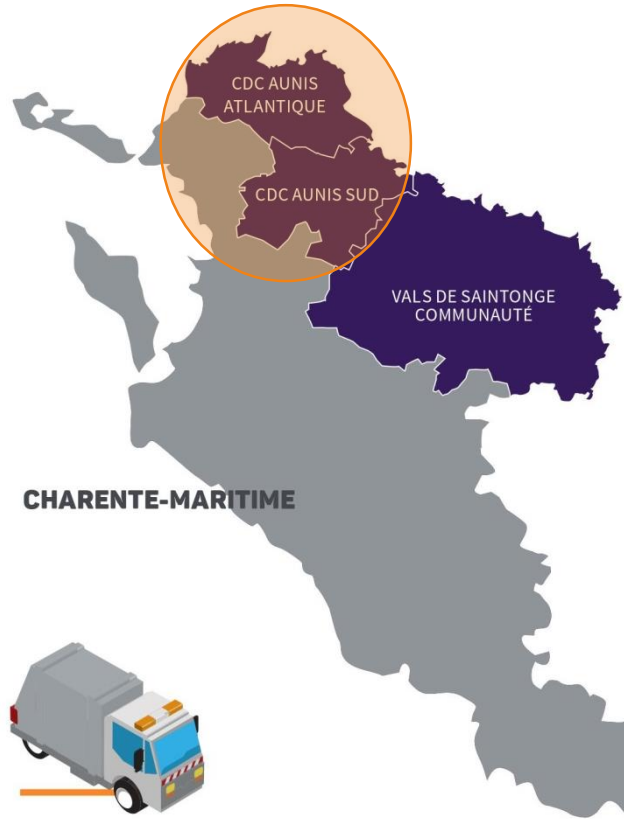 CDC AUNIS
ATLANTIQUE
CDC AUNIS SUD
VALS DE SAINTONGE
COMMUNAUTÉ
CHARENTE-MARITIME